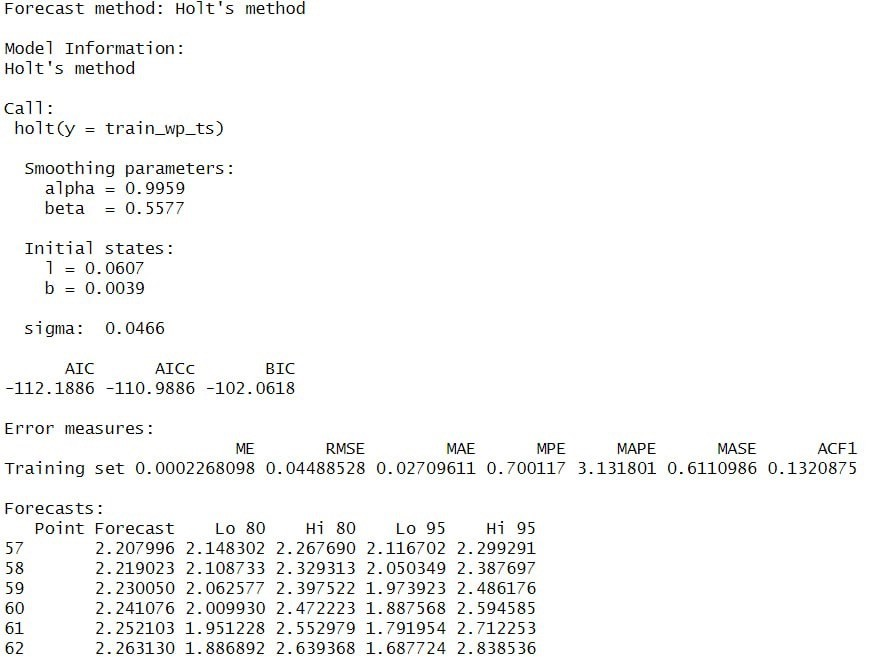 Forecast method: Holt's method
Model Information:
Holt's method
Call:
holt(y = train_wp_ts)
Smoothing parameters:
alpha = 0.9959
beta  = 0.5577
Initial states:
l = 0.0607
b = 0.0039
sigma:  0.0466
AIC AICc BIC
-112.1886 -110.9886 -102.0618
Error measures:
ME RMSE MAE MPE MAPE MASE ACF1
Training set 0.0002268098 0.04488528 0.02709611 0.700117 3.131801 0.6110986 0.1320875
Forecasts:
Point Forecast Lo 80 Hi 80 Lo 95 Hi 95
57 2.207996 2.148302 2.267690 2.116702 2.299291
58 2.219023 2.108733 2.329313 2.050349 2.387697
59 2.230050 2.062577 2.397522 1.973923 2.486176
60 2.241076 2.009930 2.472223 1.887568 2.594585
61 2.252103 1.951228 2.552979 1.791954 2.712253
62 2.263130 1.886892 2.639368 1.687724 2.838536